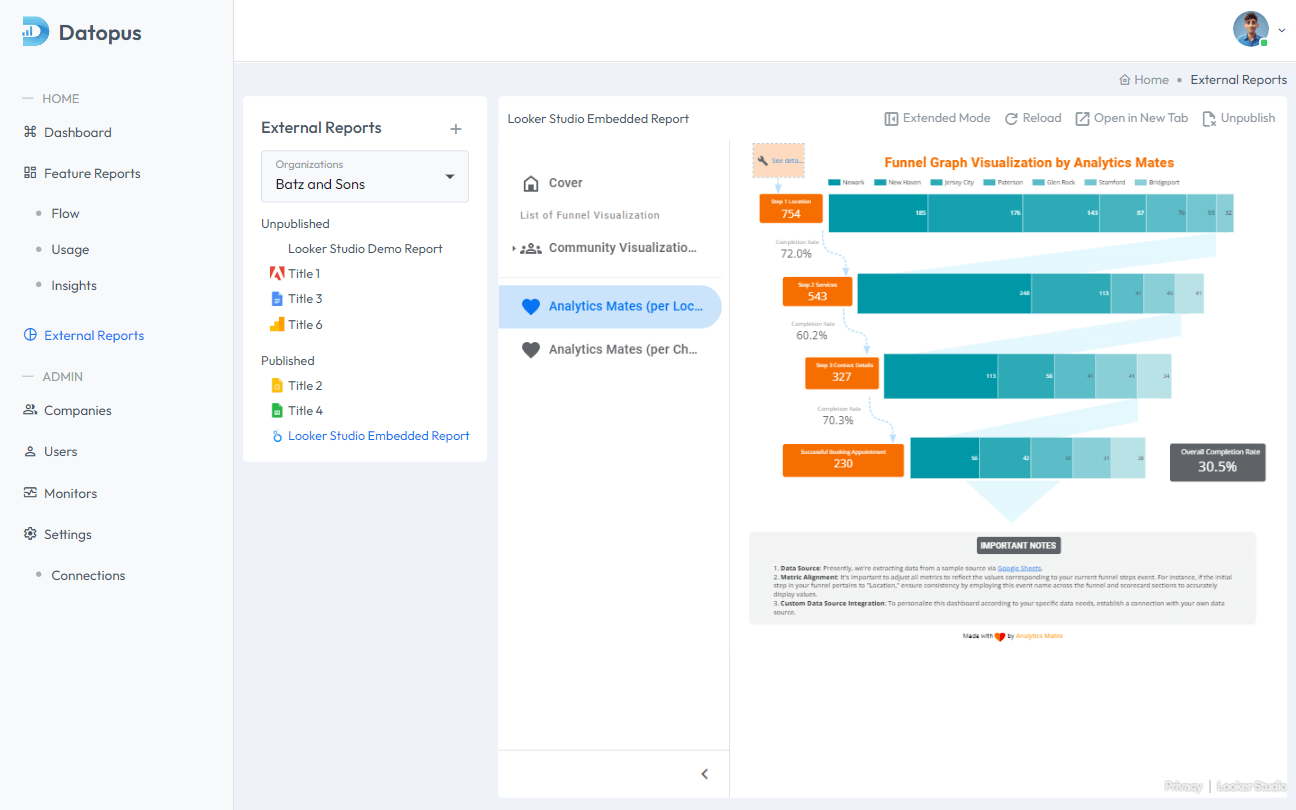 Datopus
HOME
Dashboard
Feature Reports
Flow
Usage
Insights
External Reports
ADMIN
Companies
Users
Monitors
Settings
Connections
Home
External Reports
External Reports
Organizations
Batz and Sons
Unpublished
Looker Studio Demo Report
Title 1
Title 3
Title 6
Published
Title 2
Title 4
Looker Studio Embedded Report
Looker Studio Embedded Report
Extended Mode
Reload
Open in New Tab
Unpublish
Cover
List of Funnel Visualization
Community Visualizatio...
Analytics Mates (per Loc...
Analytics Mates (per Ch...
See deta...
Funnel Graph Visualization by Analytics Mates
Newark New Haven Jersey City Paterson Glen Rock Stamford Bridgeport
Step 1 Location
754
185 176 143 87 76 55 32
Completion Rate
72.0%
Step 2 Services
543
248 113 41
Completion Rate
60.2%
Step 3 Contact Details
327
113 56 41 41 34
Completion Rate
70.3%
Successful Booking Appointment
230
56 42
Overall Completion Rate
30.5%
IMPORTANT NOTES
1. Data Source: Presently, we're extracting data from a sample source via Google Sheets.
2. Metric Alignment: It's important to adjust all metrics to reflect the values corresponding to your current funnel steps event. For instance, if the initial
step in your funnel pertains to "Location," ensure consistency by employing this event name across the funnel and scorecard sections to accurately
display values.
3. Custom Data Source Integration: To personalize this dashboard according to your specific data needs, establish a connection with your own data
source.
Made with by Analytics Mates
Privacy | Looker Studio